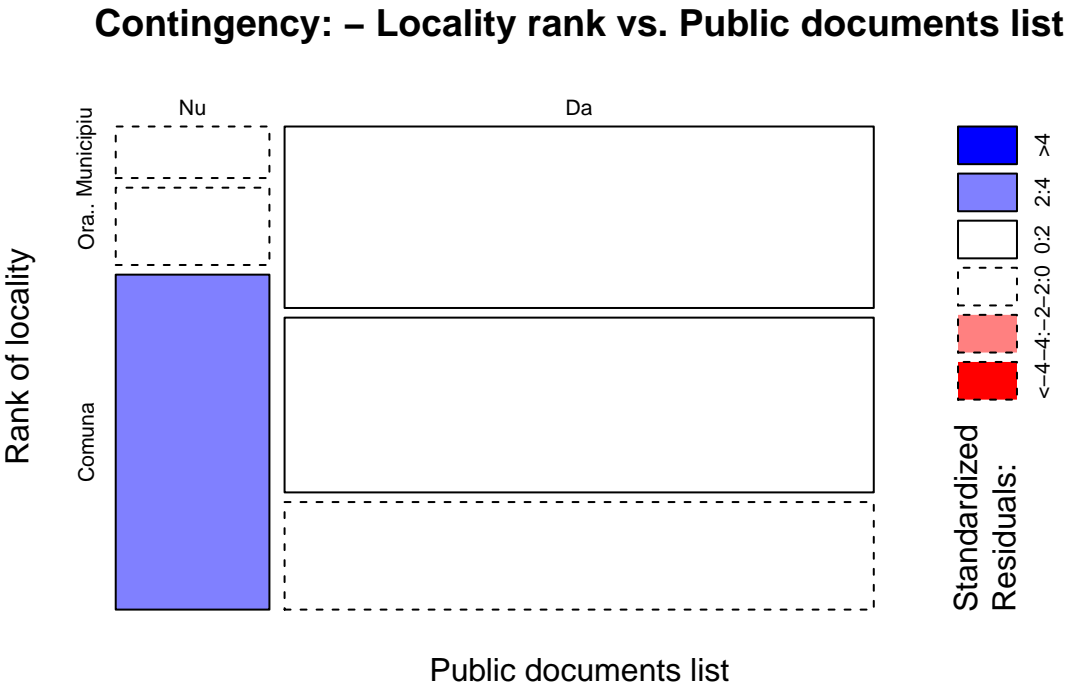 Contingency: – Locality rank vs. Public documents list
Nu
Da
Municipiu
Ora..
Comuna
Rank of locality
Public documents list
>4
2:4
0:2
–2:0
–4:–2
<–4
Standardized
Residuals: